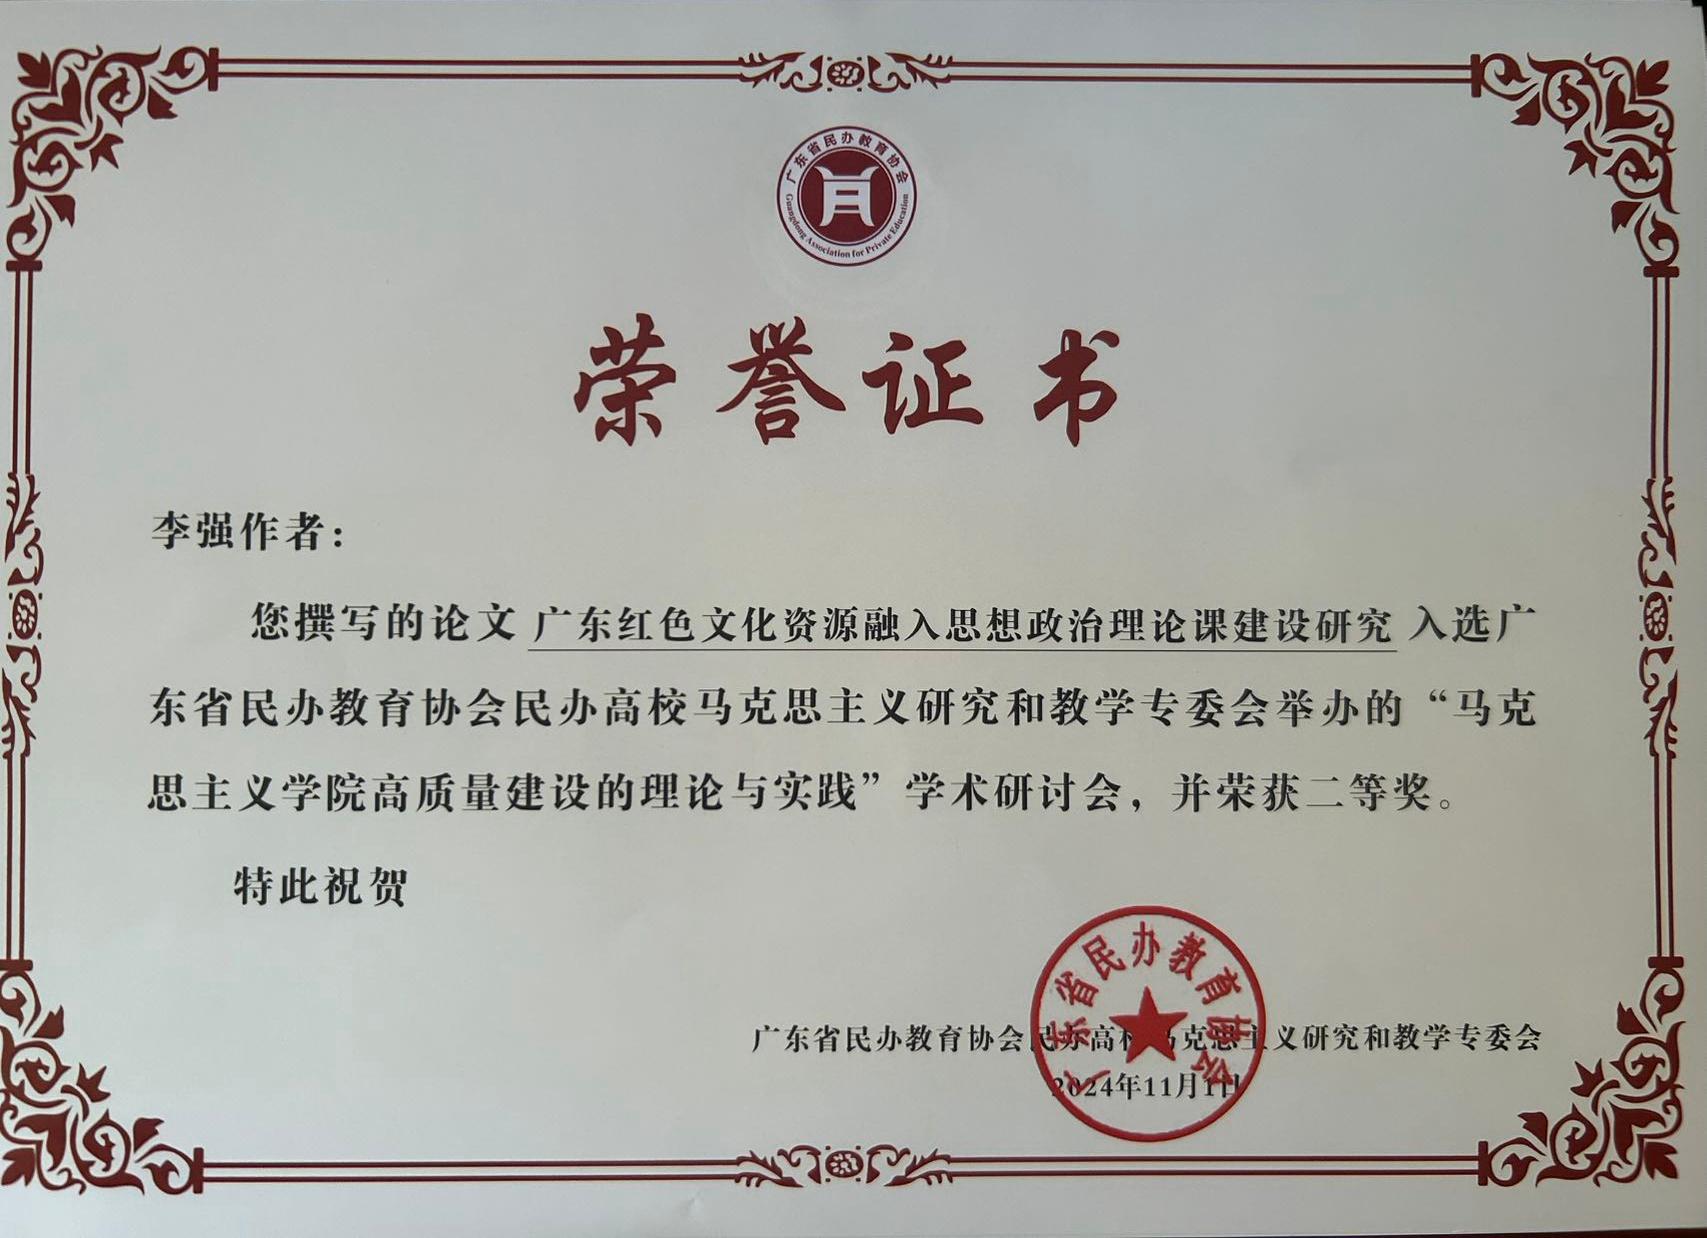 广东省民办教育协会
Guangdong Association for Private Education
荣誉证书
李强作者：
您撰写的论文 广东红色文化资源融入思想政治理论课建设研究 入选广
东省民办教育协会民办高校马克思主义研究和教学专委会举办的“马克
思主义学院高质量建设的理论与实践”学术研讨会，并荣获二等奖。
特此祝贺
广东省民办教育协会
广东省民办教育协会民办高校马克思主义研究和教学专委会
2024年11月1日